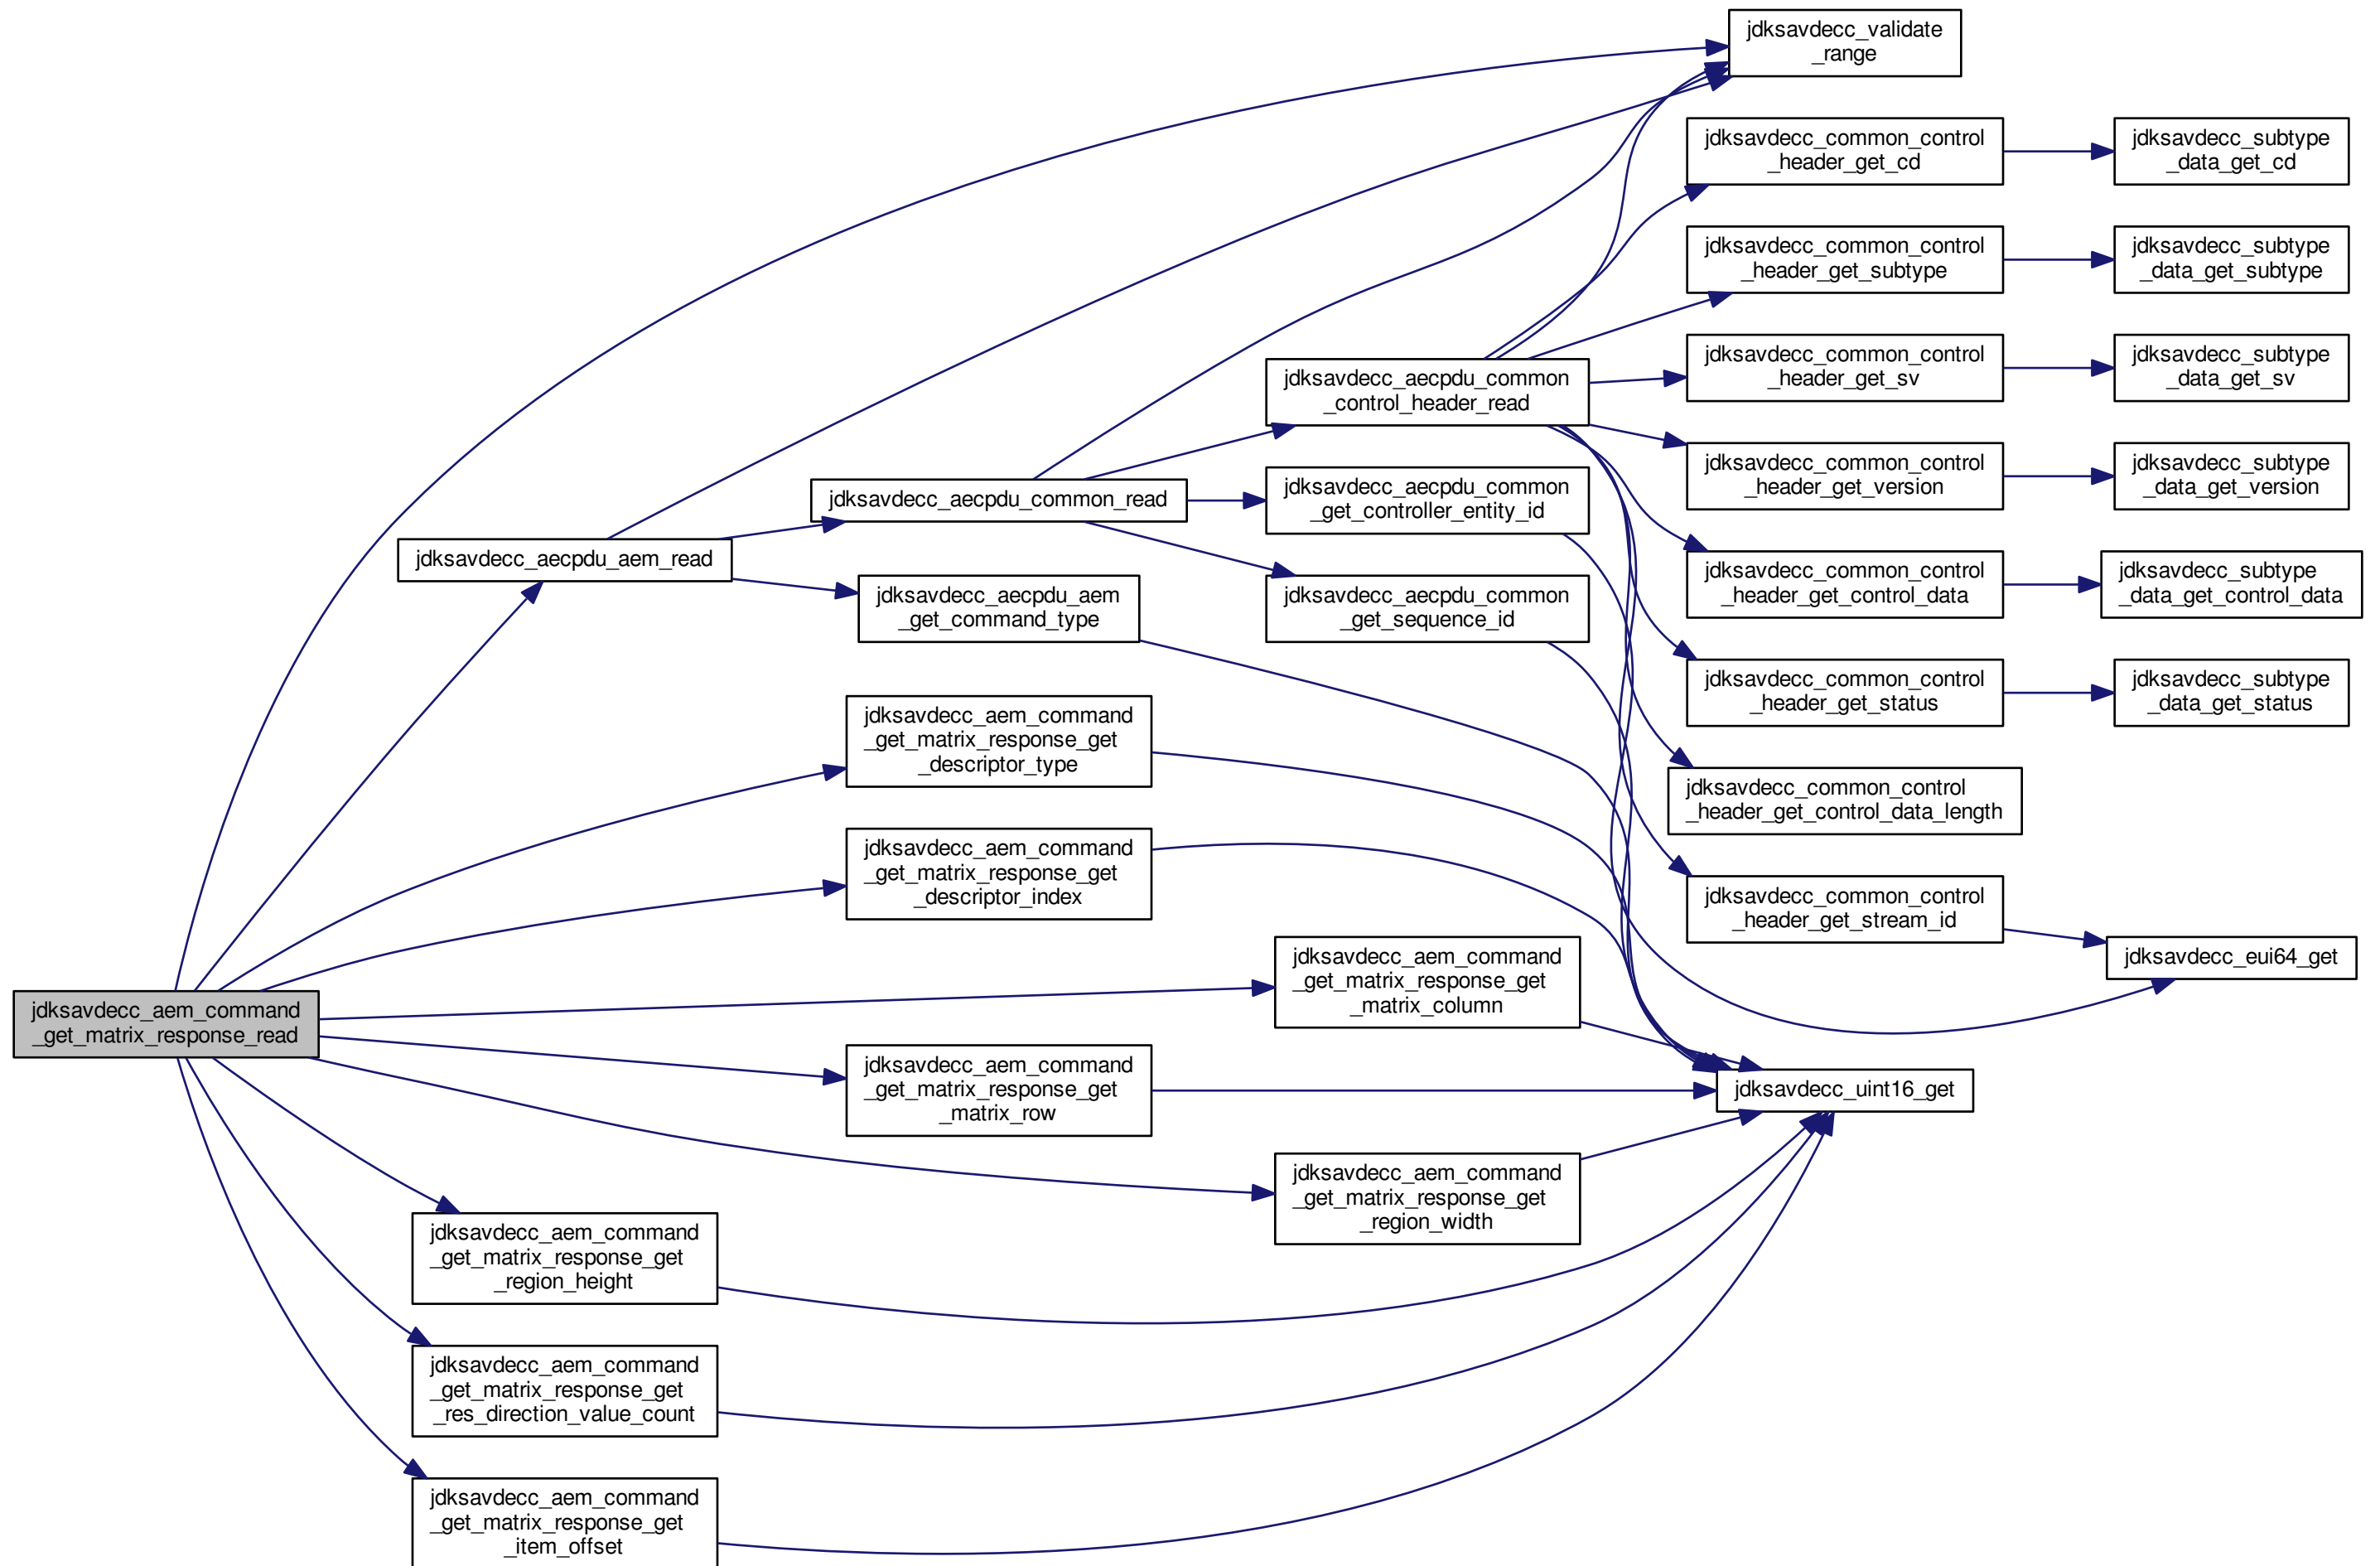 jdksavdecc_validate
_range
jdksavdecc_common_control
_header_get_cd
jdksavdecc_subtype
_data_get_cd
jdksavdecc_common_control
_header_get_subtype
jdksavdecc_subtype
_data_get_subtype
jdksavdecc_aecpdu_common
_control_header_read
jdksavdecc_common_control
_header_get_sv
jdksavdecc_subtype
_data_get_sv
jdksavdecc_common_control
_header_get_version
jdksavdecc_subtype
_data_get_version
jdksavdecc_aecpdu_common_read
jdksavdecc_aecpdu_common
_get_controller_entity_id
jdksavdecc_aecpdu_aem_read
jdksavdecc_aecpdu_aem
_get_command_type
jdksavdecc_aecpdu_common
_get_sequence_id
jdksavdecc_common_control
_header_get_control_data
jdksavdecc_subtype
_data_get_control_data
jdksavdecc_common_control
_header_get_status
jdksavdecc_subtype
_data_get_status
jdksavdecc_aem_command
_get_matrix_response_get
_descriptor_type
jdksavdecc_common_control
_header_get_control_data_length
jdksavdecc_aem_command
_get_matrix_response_get
_descriptor_index
jdksavdecc_common_control
_header_get_stream_id
jdksavdecc_eui64_get
jdksavdecc_aem_command
_get_matrix_response_get
_matrix_column
jdksavdecc_aem_command
_get_matrix_response_read
jdksavdecc_aem_command
_get_matrix_response_get
_matrix_row
jdksavdecc_uint16_get
jdksavdecc_aem_command
_get_matrix_response_get
_region_width
jdksavdecc_aem_command
_get_matrix_response_get
_region_height
jdksavdecc_aem_command
_get_matrix_response_get
_res_direction_value_count
jdksavdecc_aem_command
_get_matrix_response_get
_item_offset